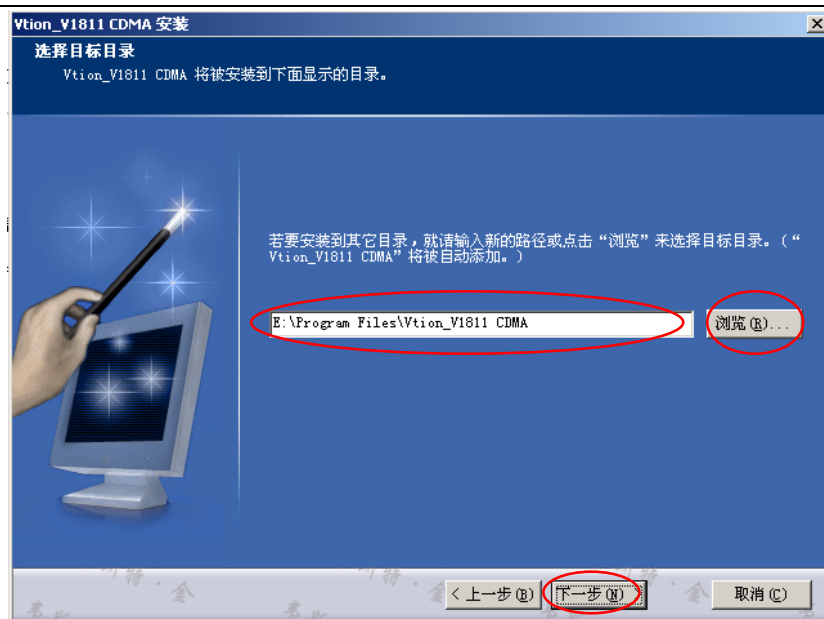 Vtion_V1811 CDMA 安装
选择目标目录
Vtion_V1811 CDMA 将被安装到下面显示的目录。
若要安装到其它目录，就请输入新的路径或点击“浏览”来选择目标目录。（“
Vtion_V1811 CDMA”将被自动添加。）
E:\Program Files\Vtion_V1811 CDMA
浏览(R)...
< 上一步(B)
下一步(N) >
取消(C)